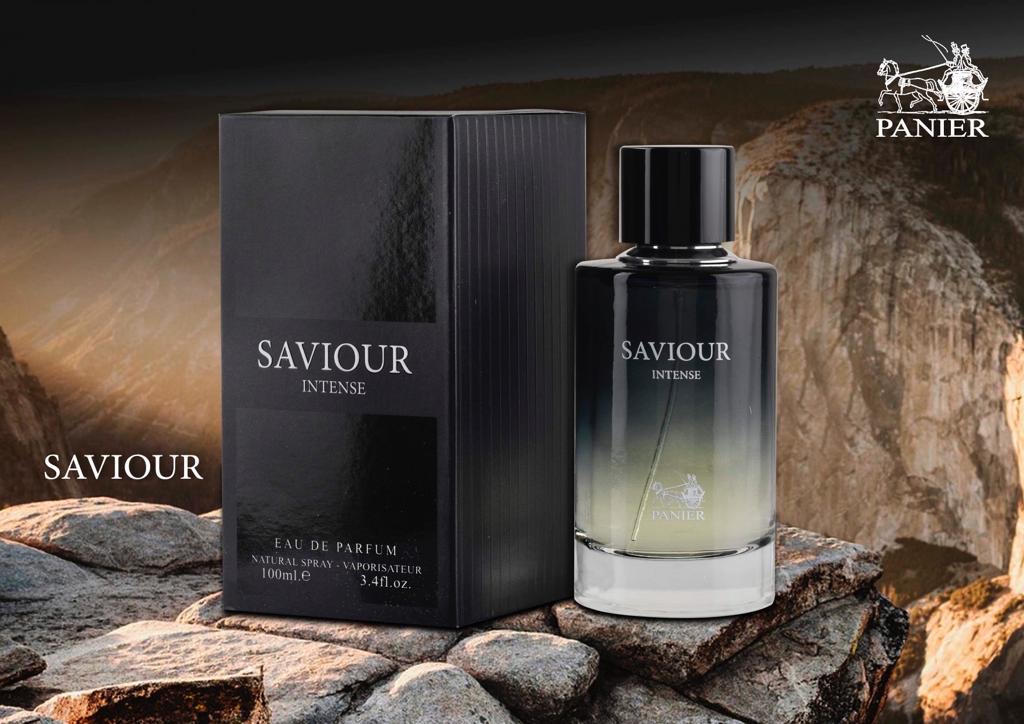 PANIER
SAVIOUR
INTENSE
SAVIOUR
INTENSE
SAVIOUR
PANIER
EAU DE PARFUM
NATURAL SPRAY - VAPORISATEUR
100ml.e 3.4fl.oz.